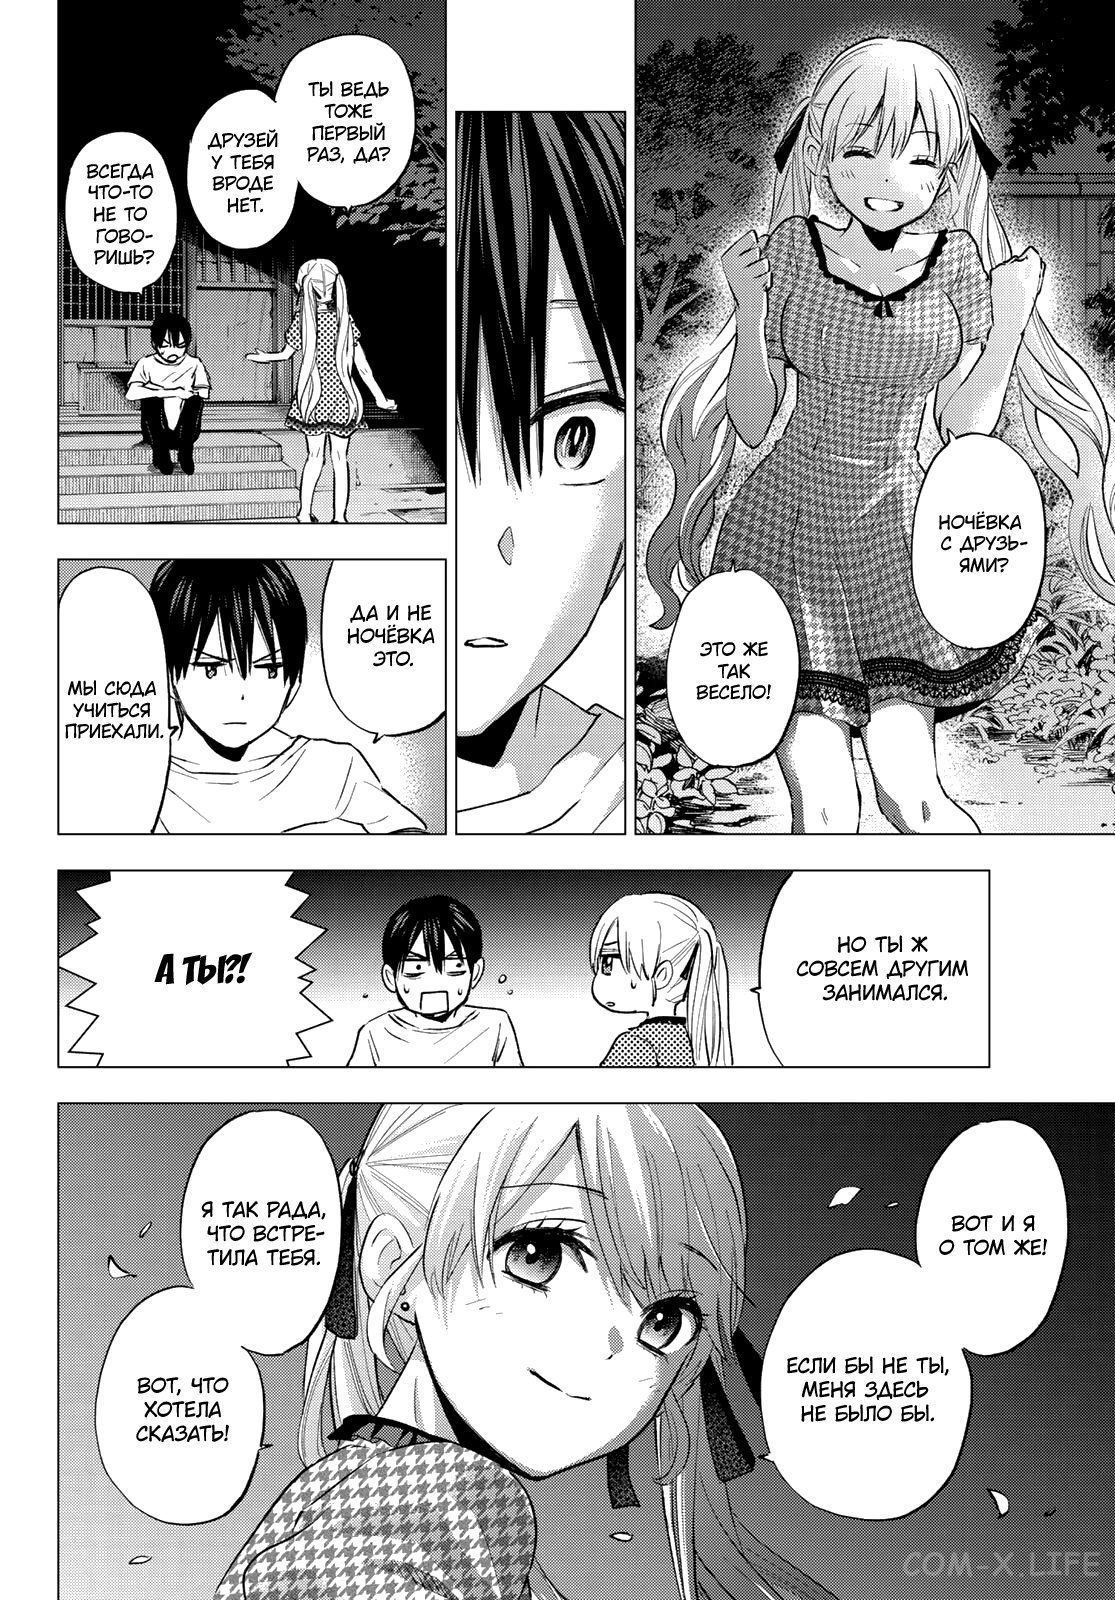 НОЧЁВКА
С ДРУЗЬ-
ЯМИ?
ЭТО ЖЕ
ТАК
ВЕСЕЛО!
ТЫ ВЕДЬ
ТОЖЕ
ПЕРВЫЙ
РАЗ, ДА?
ДРУЗЕЙ
У ТЕБЯ
ВРОДЕ
НЕТ.
ВСЕГДА
ЧТО-ТО
НЕ ТО
ГОВО-
РИШЬ?
ДА И НЕ
НОЧЁВКА
ЭТО.
МЫ СЮДА
УЧИТЬСЯ
ПРИЕХАЛИ.
НО ТЫ Ж
СОВСЕМ ДРУГИМ
ЗАНИМАЛСЯ.
А ТЫ?!
ВОТ И Я
О ТОМ ЖЕ!
ЕСЛИ БЫ НЕ ТЫ,
МЕНЯ ЗДЕСЬ
НЕ БЫЛО БЫ.
Я ТАК РАДА,
ЧТО ВСТРЕ-
ТИЛА ТЕБЯ.
ВОТ, ЧТО
ХОТЕЛА
СКАЗАТЬ!
COM-X.LIFE